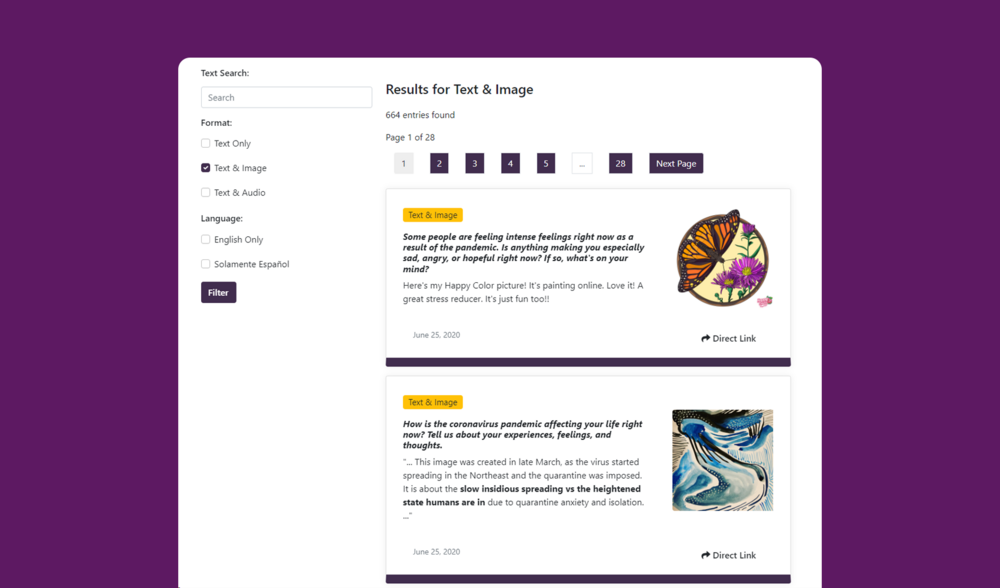 Text Search:
Search
Format:
Text Only
Text & Image
Text & Audio
Language:
English Only
Solamente Español
Filter
Results for Text & Image
664 entries found
Page 1 of 28
1 2 3 4 5 ... 28 Next Page
Text & Image
Some people are feeling intense feelings right now as a
result of the pandemic. Is anything making you especially
sad, angry, or hopeful right now? If so, what's on your
mind?
Here's my Happy Color picture! It's painting online. Love it! A
great stress reducer. It's just fun too!!
June 25, 2020
Direct Link
Text & Image
How is the coronavirus pandemic affecting your life right
now? Tell us about your experiences, feelings, and
thoughts.
"... This image was created in late March, as the virus started
spreading in the Northeast and the quarantine was imposed.
It is about the slow insidious spreading vs the heightened
state humans are in due to quarantine anxiety and isolation.
..."
June 25, 2020
Direct Link